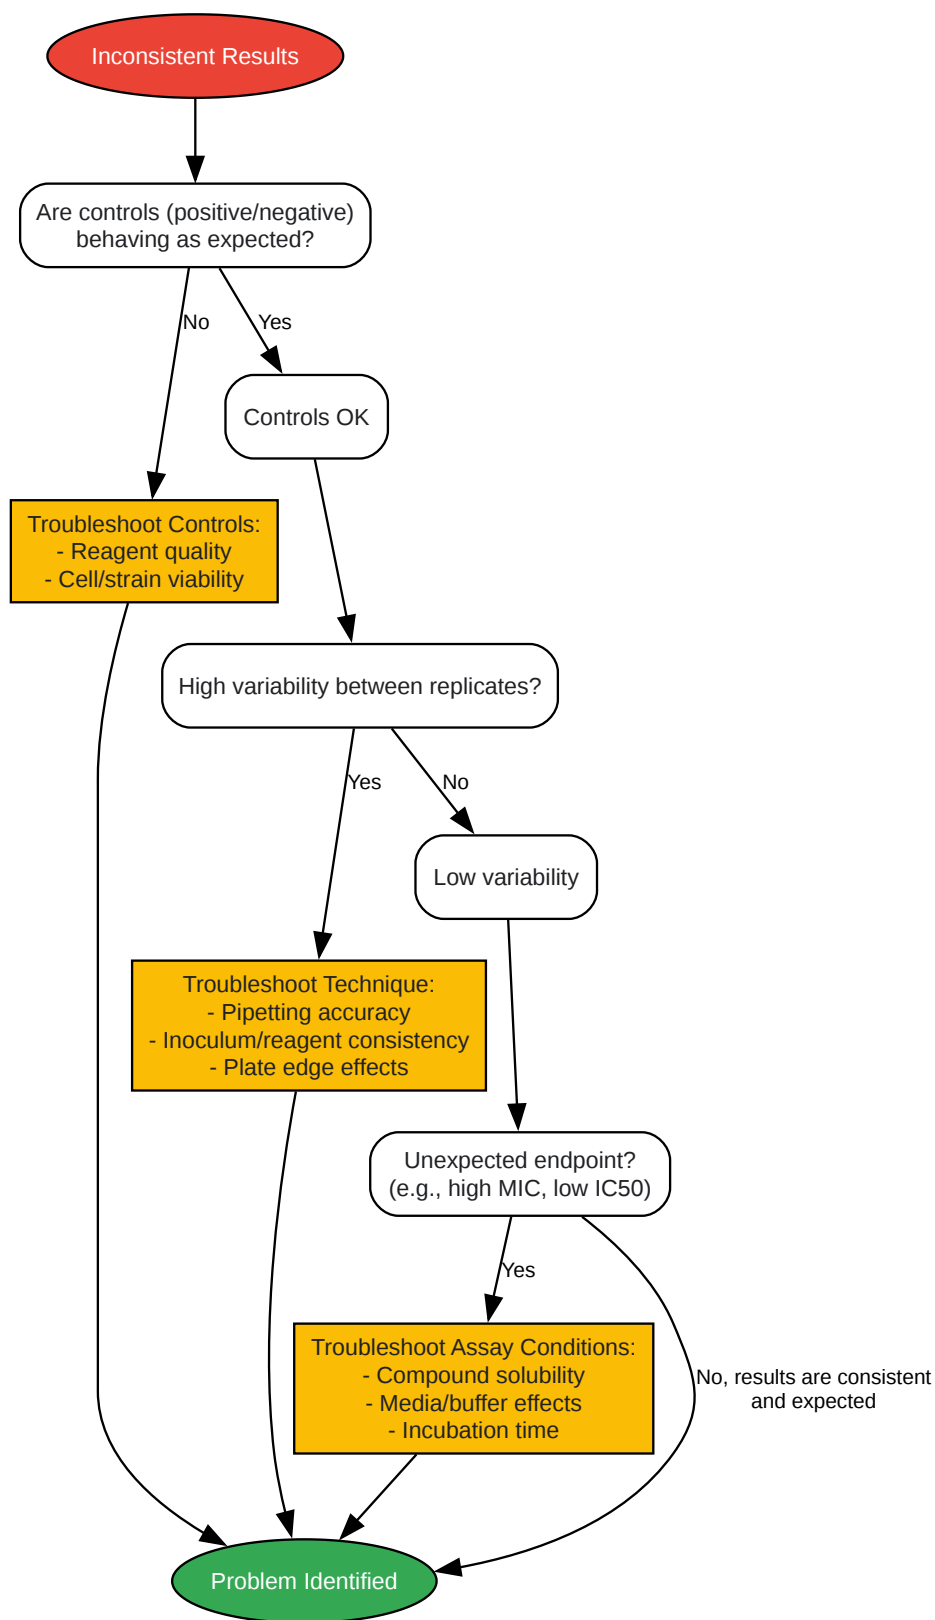 Inconsistent Results
Are controls (positive/negative)
behaving as expected?
No
Yes
Controls OK
Troubleshoot Controls:
- Reagent quality
- Cell/strain viability
High variability between replicates?
Yes
No
Low variability
Troubleshoot Technique:
- Pipetting accuracy
- Inoculum/reagent consistency
- Plate edge effects
Unexpected endpoint?
(e.g., high MIC, low IC50)
Yes
Troubleshoot Assay Conditions:
- Compound solubility
- Media/buffer effects
- Incubation time
No, results are consistent
and expected
Problem Identified